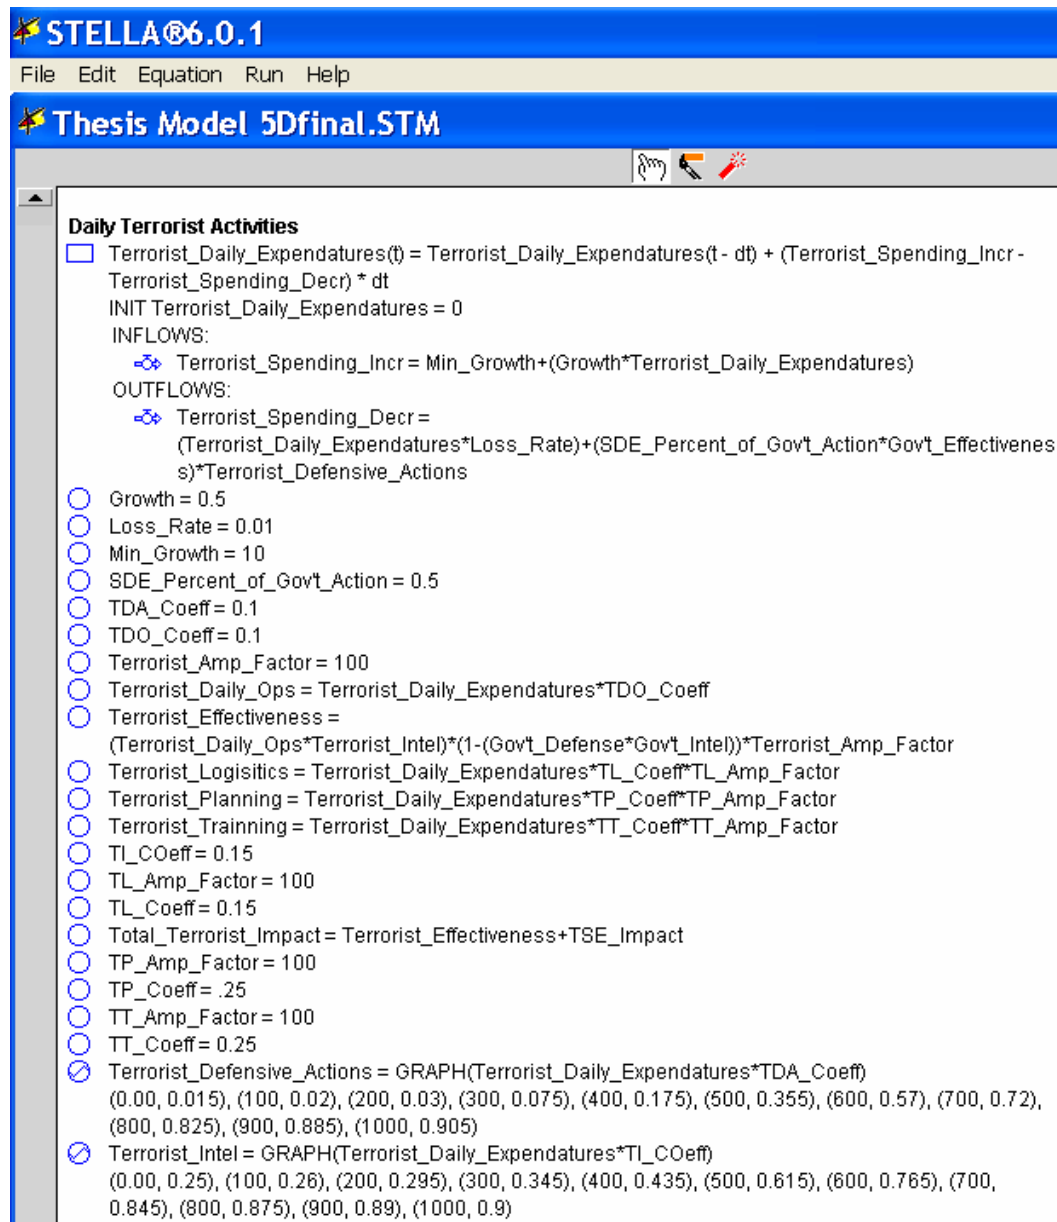 STELLA®6.0.1
File Edit Equation Run Help
Thesis Model 5Dfinal.STM
Daily Terrorist Activities
Terrorist_Daily_Expendatures(t) = Terrorist_Daily_Expendatures(t - dt) + (Terrorist_Spending_Incr -
Terrorist_Spending_Decr) * dt
INIT Terrorist_Daily_Expendatures = 0
INFLOWS:
Terrorist_Spending_Incr = Min_Growth+(Growth*Terrorist_Daily_Expendatures)
OUTFLOWS:
Terrorist_Spending_Decr =
(Terrorist_Daily_Expendatures*Loss_Rate)+(SDE_Percent_of_Gov't_Action*Gov't_Effectivenes
s)*Terrorist_Defensive_Actions
Growth = 0.5
Loss_Rate = 0.01
Min_Growth = 10
SDE_Percent_of_Gov't_Action = 0.5
TDA_Coeff = 0.1
TDO_Coeff = 0.1
Terrorist_Amp_Factor = 100
Terrorist_Daily_Ops = Terrorist_Daily_Expendatures*TDO_Coeff
Terrorist_Effectiveness =
(Terrorist_Daily_Ops*Terrorist_Intel)*(1-(Gov't_Defense*Gov't_Intel))*Terrorist_Amp_Factor
Terrorist_Logisitics = Terrorist_Daily_Expendatures*TL_Coeff*TL_Amp_Factor
Terrorist_Planning = Terrorist_Daily_Expendatures*TP_Coeff*TP_Amp_Factor
Terrorist_Trainning = Terrorist_Daily_Expendatures*TT_Coeff*TT_Amp_Factor
TI_COeff = 0.15
TL_Amp_Factor = 100
TL_Coeff = 0.15
Total_Terrorist_Impact = Terrorist_Effectiveness+TSE_Impact
TP_Amp_Factor = 100
TP_Coeff = .25
TT_Amp_Factor = 100
TT_Coeff = 0.25
Terrorist_Defensive_Actions = GRAPH(Terrorist_Daily_Expendatures*TDA_Coeff)
(0.00, 0.015), (100, 0.02), (200, 0.03), (300, 0.075), (400, 0.175), (500, 0.355), (600, 0.57), (700, 0.72),
(800, 0.825), (900, 0.885), (1000, 0.905)
Terrorist_Intel = GRAPH(Terrorist_Daily_Expendatures*TI_COeff)
(0.00, 0.25), (100, 0.26), (200, 0.295), (300, 0.345), (400, 0.435), (500, 0.615), (600, 0.765), (700,
0.845), (800, 0.875), (900, 0.89), (1000, 0.9)